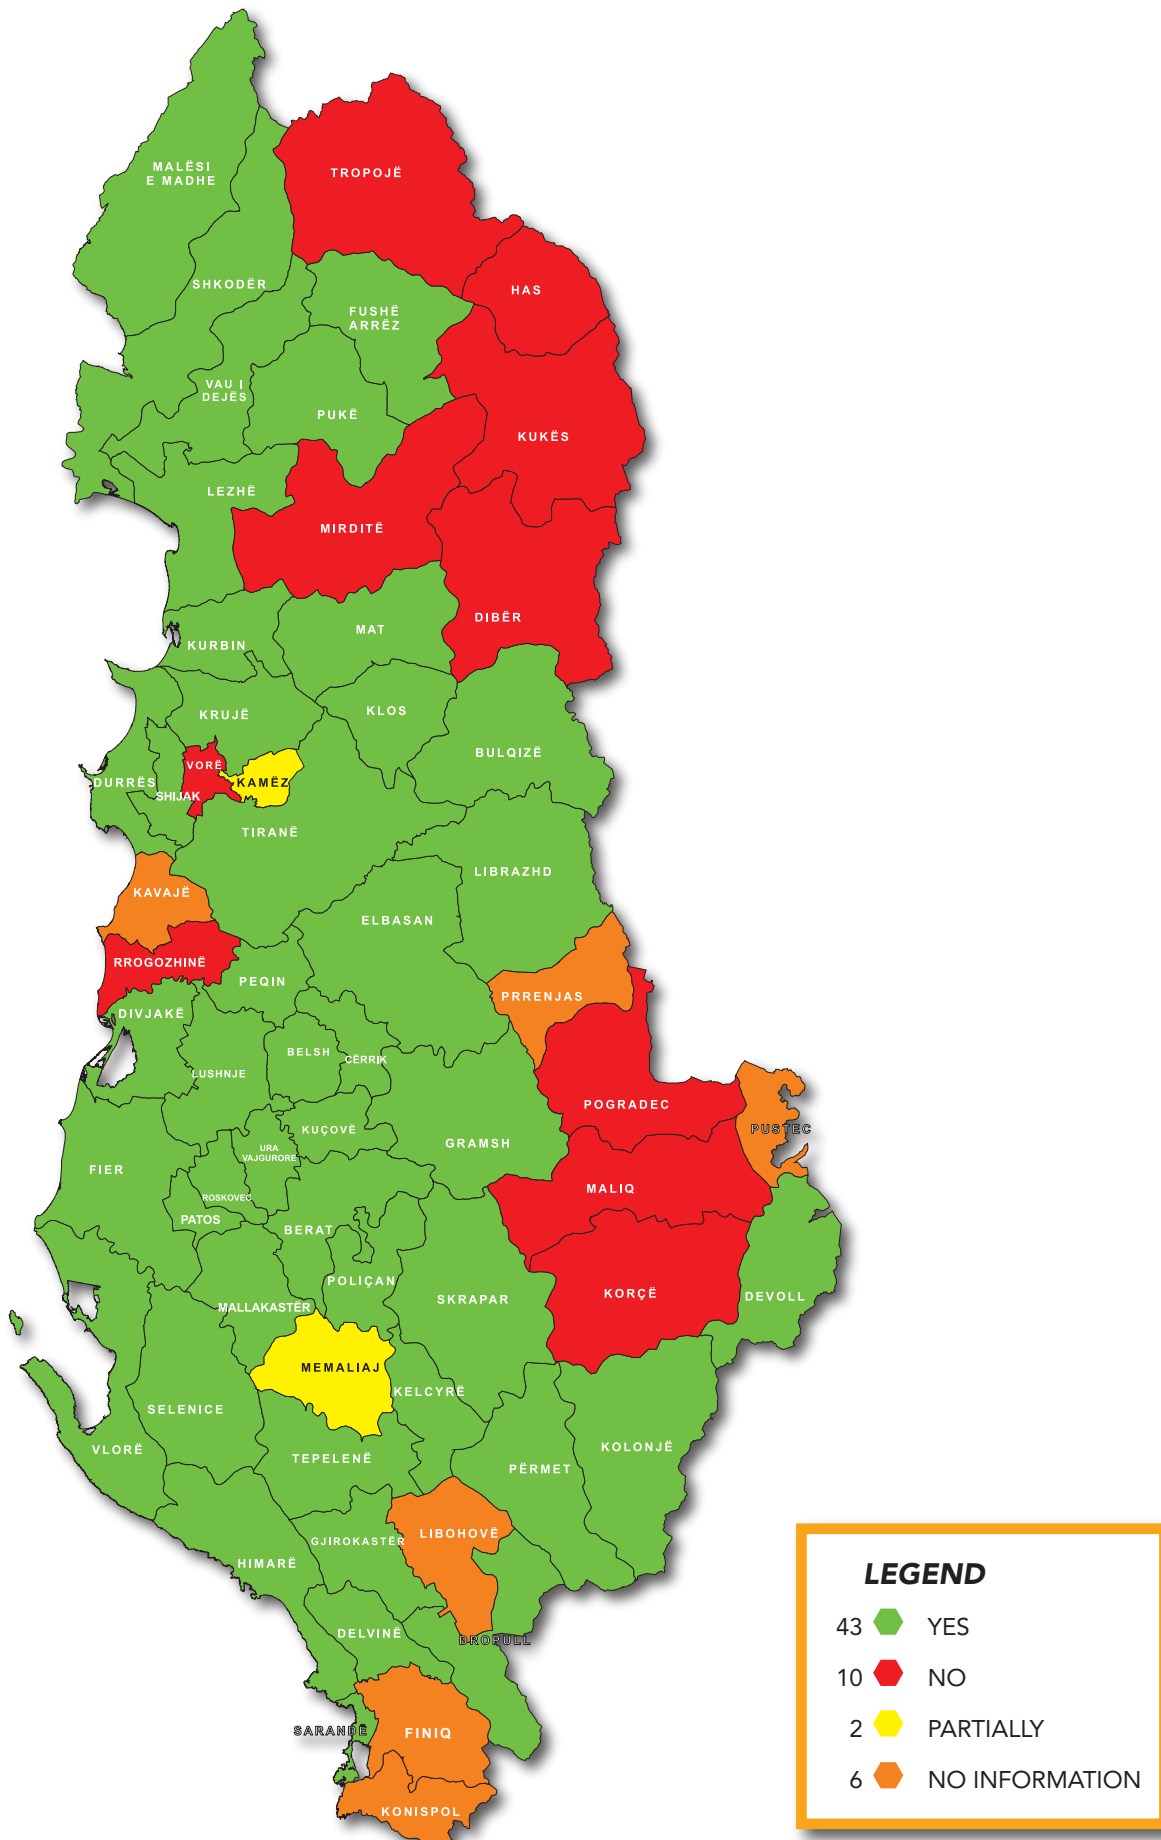 MALËSI
E MADHE
TROPOJË
SHKODËR
HAS
FUSHË
ARRËZ
VAU I
DEJËS
PUKË
KUKËS
LEZHË
MIRDITË
DIBËR
MAT
KURBIN
KLOS
KRUJË
BULQIZË
VORË
KAMËZ
DURRËS
SHIJAK
TIRANË
LIBRAZHD
KAVAJË
ELBASAN
RROGOZHINË
PEQIN
PRRENJAS
DIVJAKË
BELSH
CËRRIK
LUSHNJE
POGRADEC
PUSTEC
KUÇOVË
GRAMSH
URA
VAJGURORE
FIER
MALIQ
ROSKOVEC
PATOS
BERAT
POLIÇAN
KORÇË
DEVOLL
SKRAPAR
MALLAKASTËR
MEMALIAJ
KELCYRË
SELENICE
VLORË
KOLONJË
TEPELENË
PËRMET
LIBOHOVË
GJIROKASTËR
HIMARË
DELVINË
DROPULL
SARANDË
FINIQ
KONISPOL
LEGEND
43 YES
10 NO
2 PARTIALLY
6 NO INFORMATION